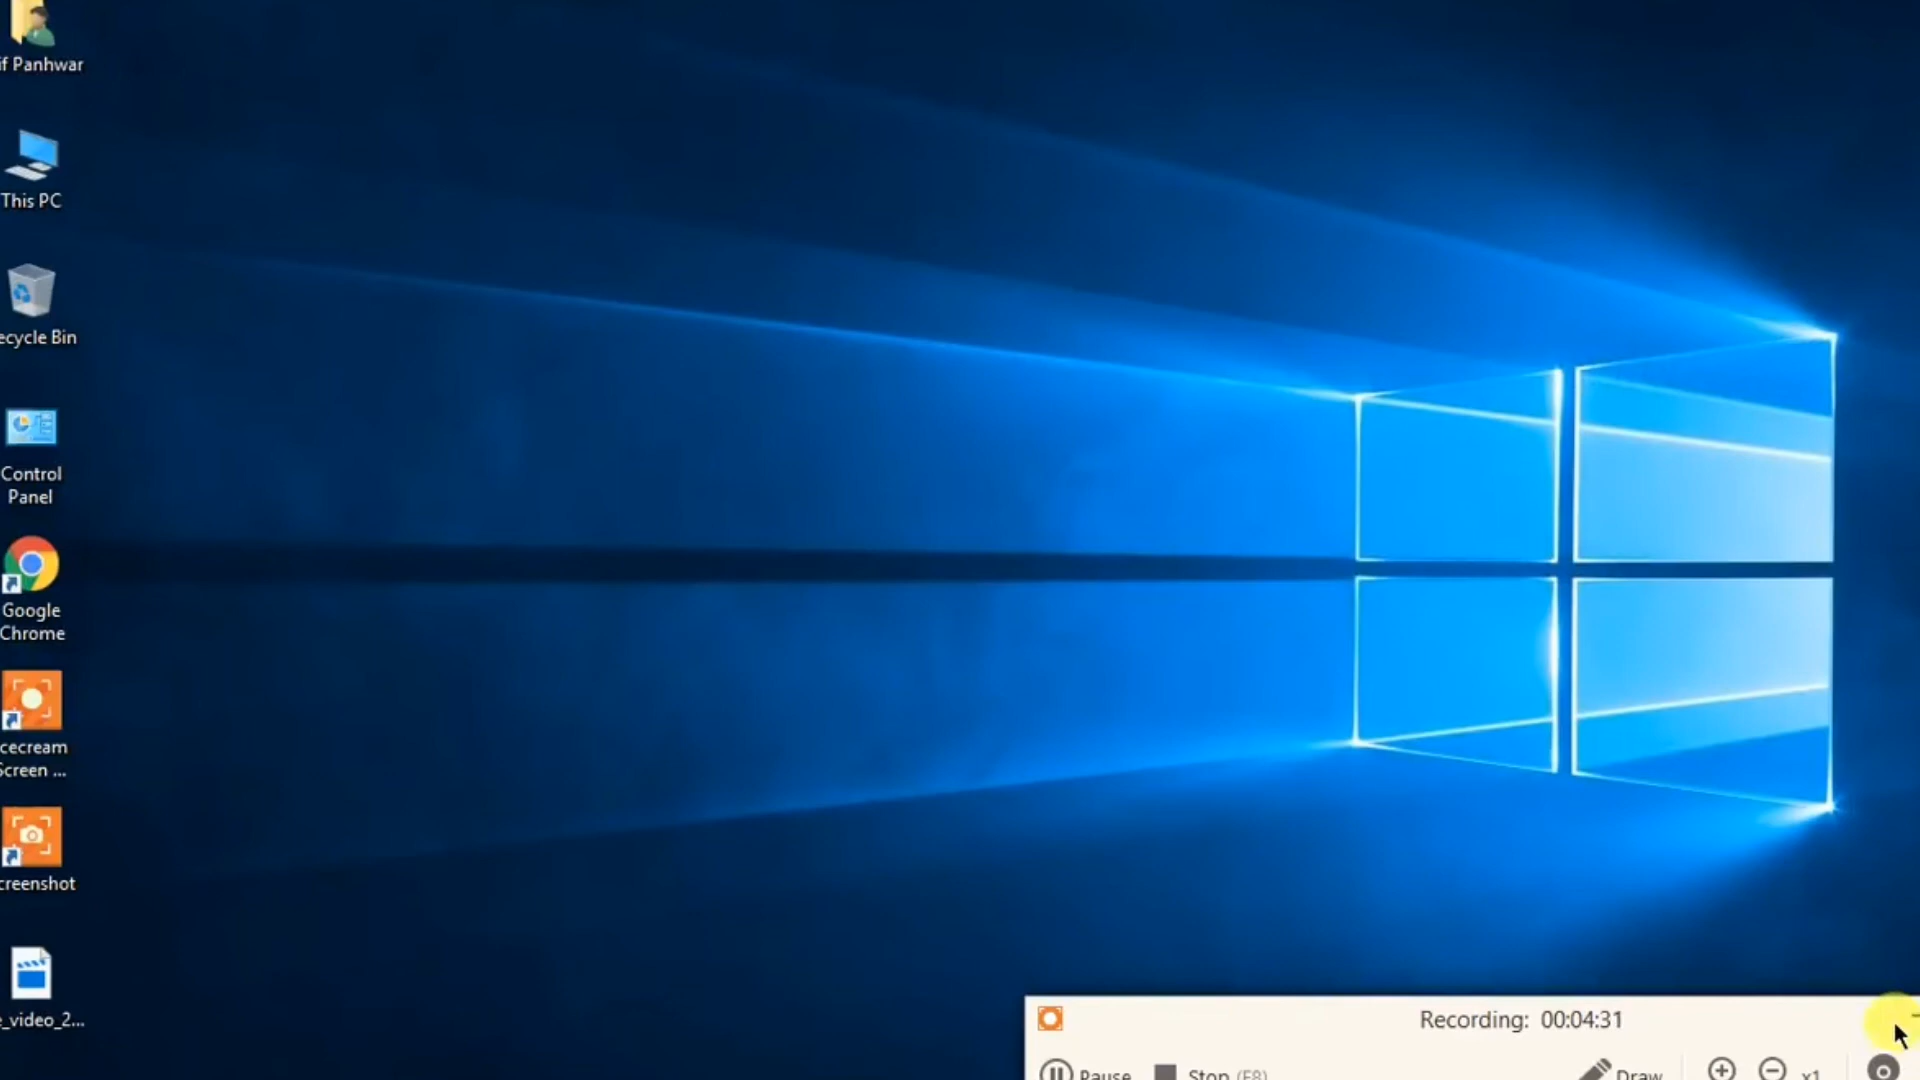 if Panhwar
This PC
ecycle Bin
Control
Panel
Google
Chrome
cecream
Screen ...
creenshot
_video_2...
Recording: 00:04:31
Pause
Stop (F8)
Draw
x1